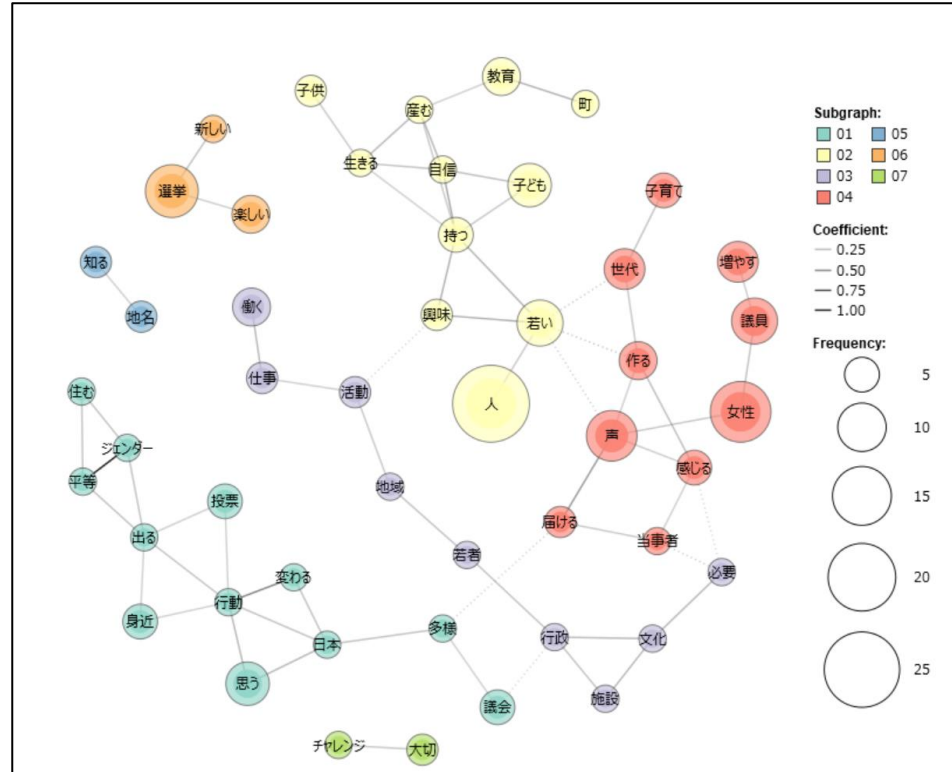 教育
子供
町
産む
新しい
生きる
自信
子ども
選挙
楽しい
子育て
持つ
知る
世代
増やす
働く
地名
興味
若い
議員
作る
仕事
活動
住む
人
女性
声
ジェンダー
感じる
平等
地域
投票
届ける
出る
当事者
若者
必要
変わる
行動
身近
多様
行政
文化
日本
思う
施設
議会
チャレンジ
大切
Subgraph:
01 05
02 06
03 07
04
Coefficient:
0.25
0.50
0.75
1.00
Frequency:
5
10
15
20
25